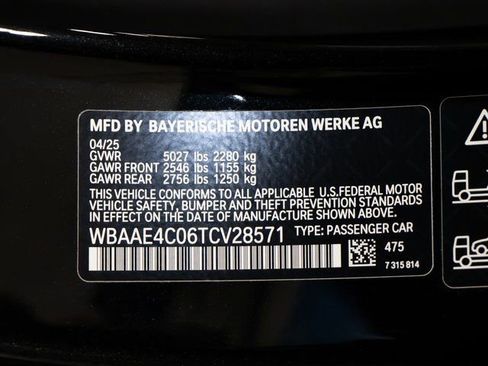 MFD BY BAYERISCHE MOTOREN WERKE AG
04/25
GVWR 5027 lbs 2280 kg
GAWR FRONT 2546 lbs 1155 kg
GAWR REAR 2756 lbs 1250 kg
THIS VEHICLE CONFORMS TO ALL APPLICABLE U.S.FEDERAL MOTOR
VEHICLE SAFETY, BUMPER AND THEFT PREVENTION STANDARDS
IN EFFECT ON THE DATE OF MANUFACTURE SHOWN ABOVE.
WBAAE4C06TCV28571 TYPE: PASSENGER CAR
475
7 315 814